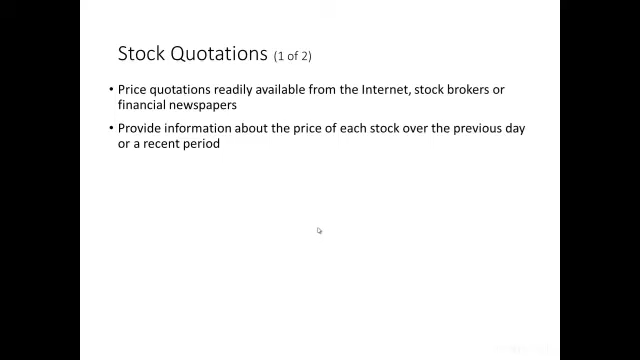 Stock Quotations (1 of 2)
• Price quotations readily available from the Internet, stock brokers or
financial newspapers
• Provide information about the price of each stock over the previous day
or a recent period